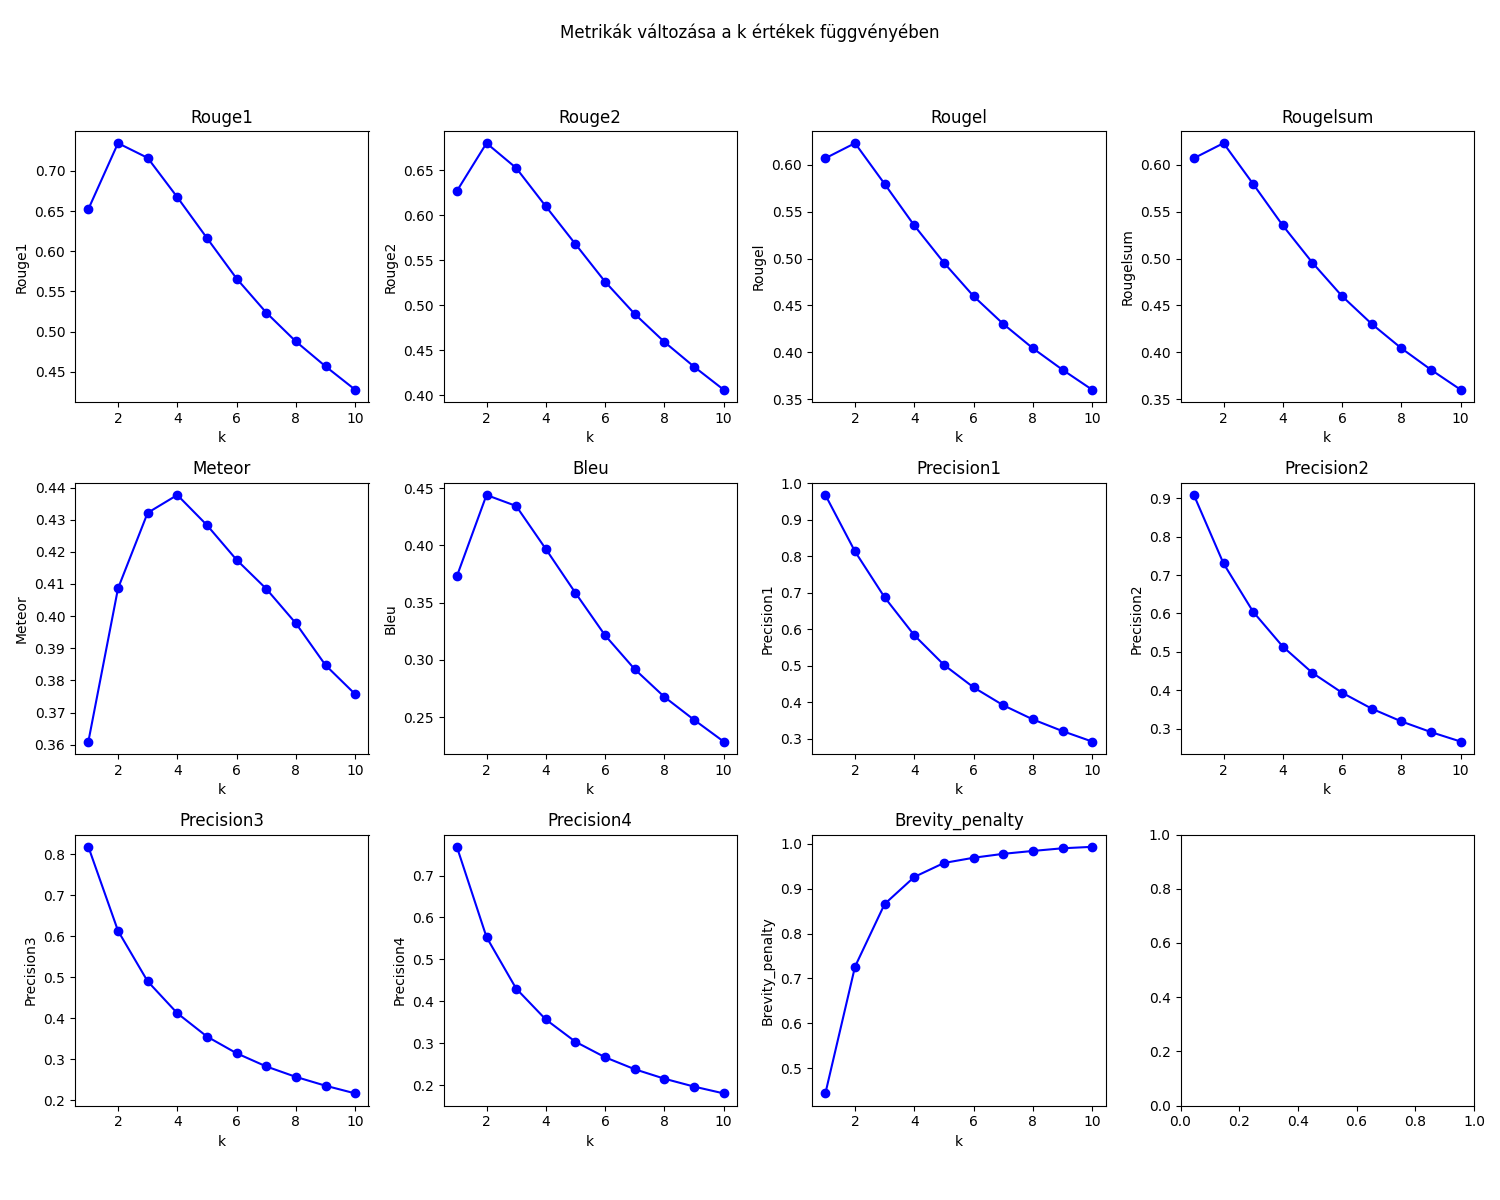 Metrikák változása a k értékek függvényében
Rouge1
Rouge1
0.70
0.65
0.60
0.55
0.50
0.45
2 4 6 8 10
k
Rouge2
Rouge2
0.65
0.60
0.55
0.50
0.45
0.40
2 4 6 8 10
k
Rougel
Rougel
0.60
0.55
0.50
0.45
0.40
0.35
2 4 6 8 10
k
Rougelsum
Rougelsum
0.60
0.55
0.50
0.45
0.40
0.35
2 4 6 8 10
k
Meteor
Meteor
0.44
0.43
0.42
0.41
0.40
0.39
0.38
0.37
0.36
2 4 6 8 10
k
Bleu
Bleu
0.45
0.40
0.35
0.30
0.25
2 4 6 8 10
k
Precision1
Precision1
1.0
0.9
0.8
0.7
0.6
0.5
0.4
0.3
2 4 6 8 10
k
Precision2
Precision2
0.9
0.8
0.7
0.6
0.5
0.4
0.3
2 4 6 8 10
k
Precision3
Precision3
0.8
0.7
0.6
0.5
0.4
0.3
0.2
2 4 6 8 10
k
Precision4
Precision4
0.7
0.6
0.5
0.4
0.3
0.2
2 4 6 8 10
k
Brevity_penalty
Brevity_penalty
1.0
0.9
0.8
0.7
0.6
0.5
2 4 6 8 10
k
1.0
0.8
0.6
0.4
0.2
0.0
0.0 0.2 0.4 0.6 0.8 1.0